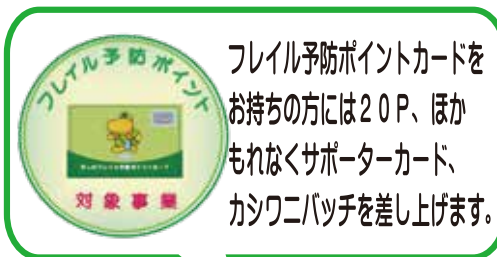 フレイル予防ポイント
対象事業
フレイル予防ポイントカードを
お持ちの方には20P、ほか
もれなくサポーターカード、
カシワニバッチを差し上げます。